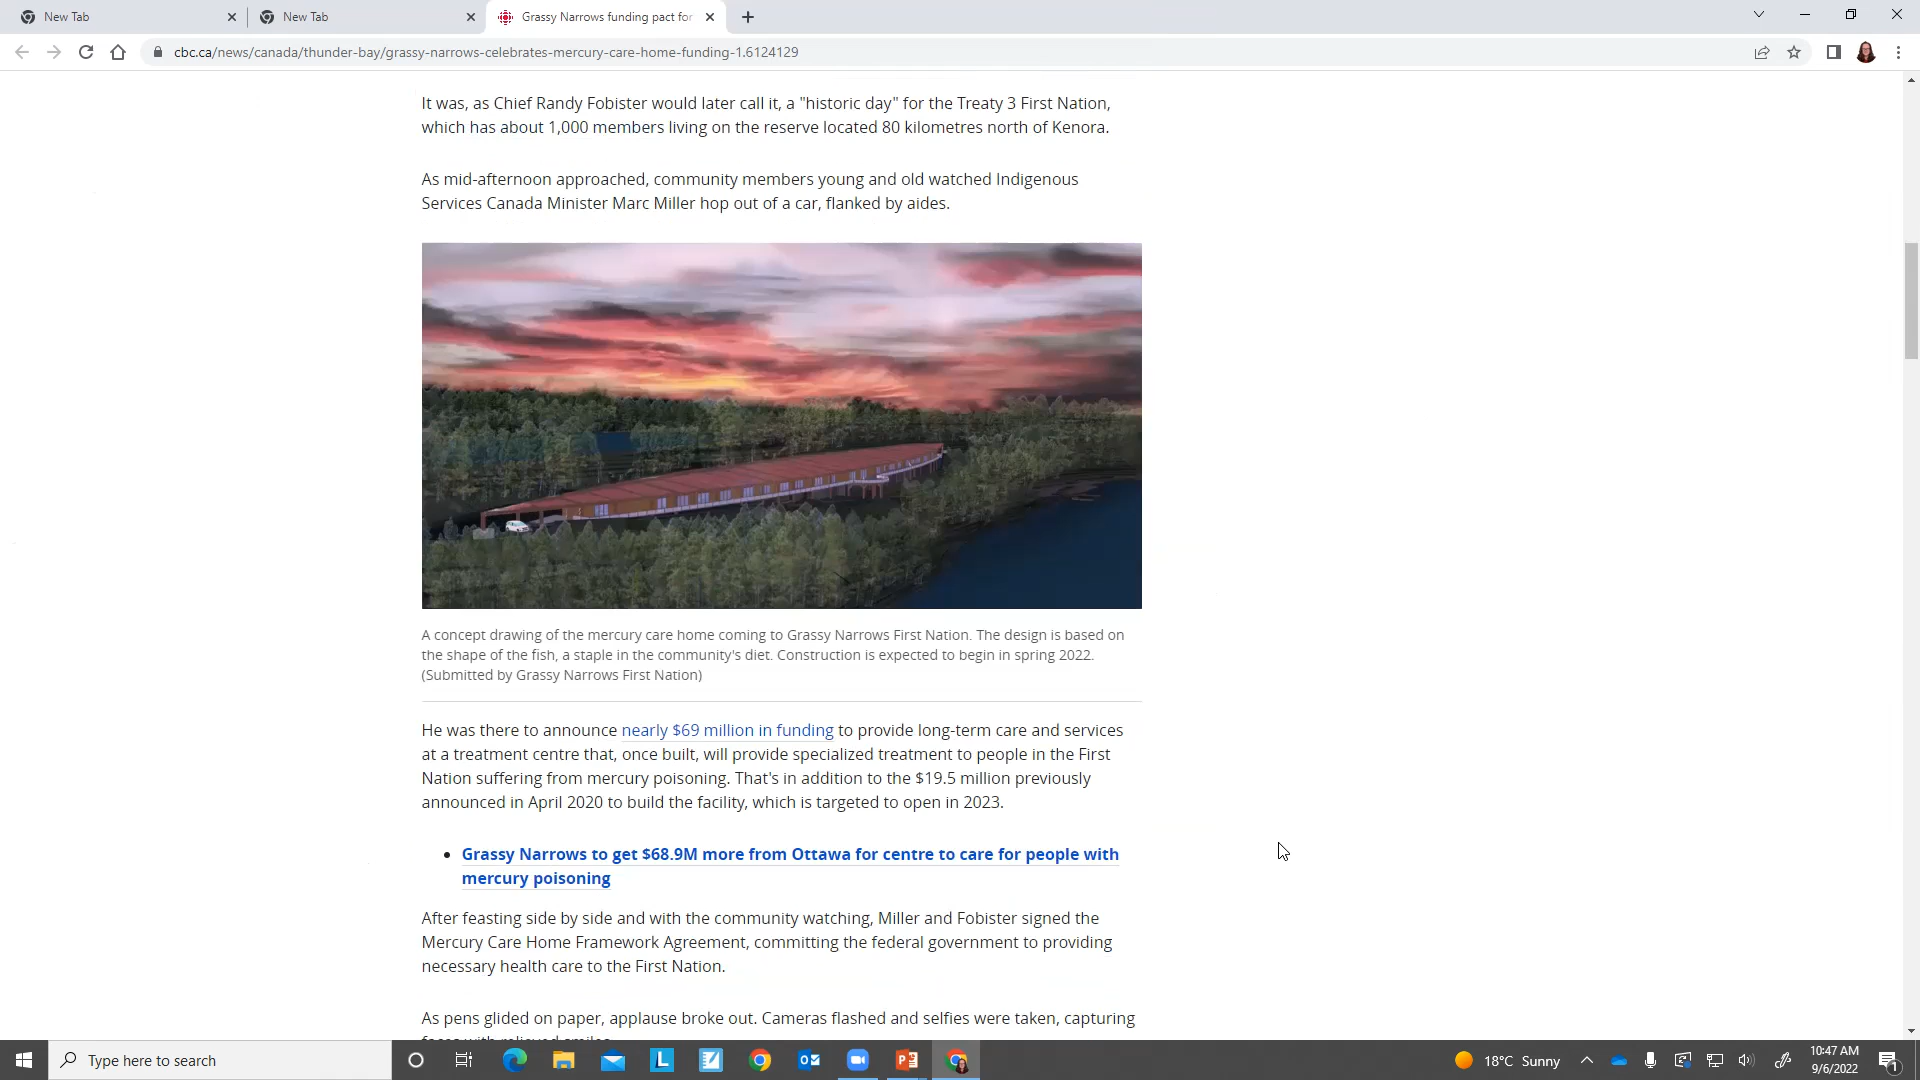 New Tab
New Tab
Grassy Narrows funding pact for
cbc.ca/news/canada/thunder-bay/grassy-narrows-celebrates-mercury-care-home-funding-1.6124129
It was, as Chief Randy Fobister would later call it, a "historic day" for the Treaty 3 First Nation,
which has about 1,000 members living on the reserve located 80 kilometres north of Kenora.
As mid-afternoon approached, community members young and old watched Indigenous
Services Canada Minister Marc Miller hop out of a car, flanked by aides.
A concept drawing of the mercury care home coming to Grassy Narrows First Nation. The design is based on
the shape of the fish, a staple in the community's diet. Construction is expected to begin in spring 2022.
(Submitted by Grassy Narrows First Nation)
He was there to announce nearly $69 million in funding to provide long-term care and services
at a treatment centre that, once built, will provide specialized treatment to people in the First
Nation suffering from mercury poisoning. That's in addition to the $19.5 million previously
announced in April 2020 to build the facility, which is targeted to open in 2023.
• Grassy Narrows to get $68.9M more from Ottawa for centre to care for people with
mercury poisoning
After feasting side by side and with the community watching, Miller and Fobister signed the
Mercury Care Home Framework Agreement, committing the federal government to providing
necessary health care to the First Nation.
As pens glided on paper, applause broke out. Cameras flashed and selfies were taken, capturing
Type here to search
L
18°C Sunny
10:47 AM
9/6/2022
1